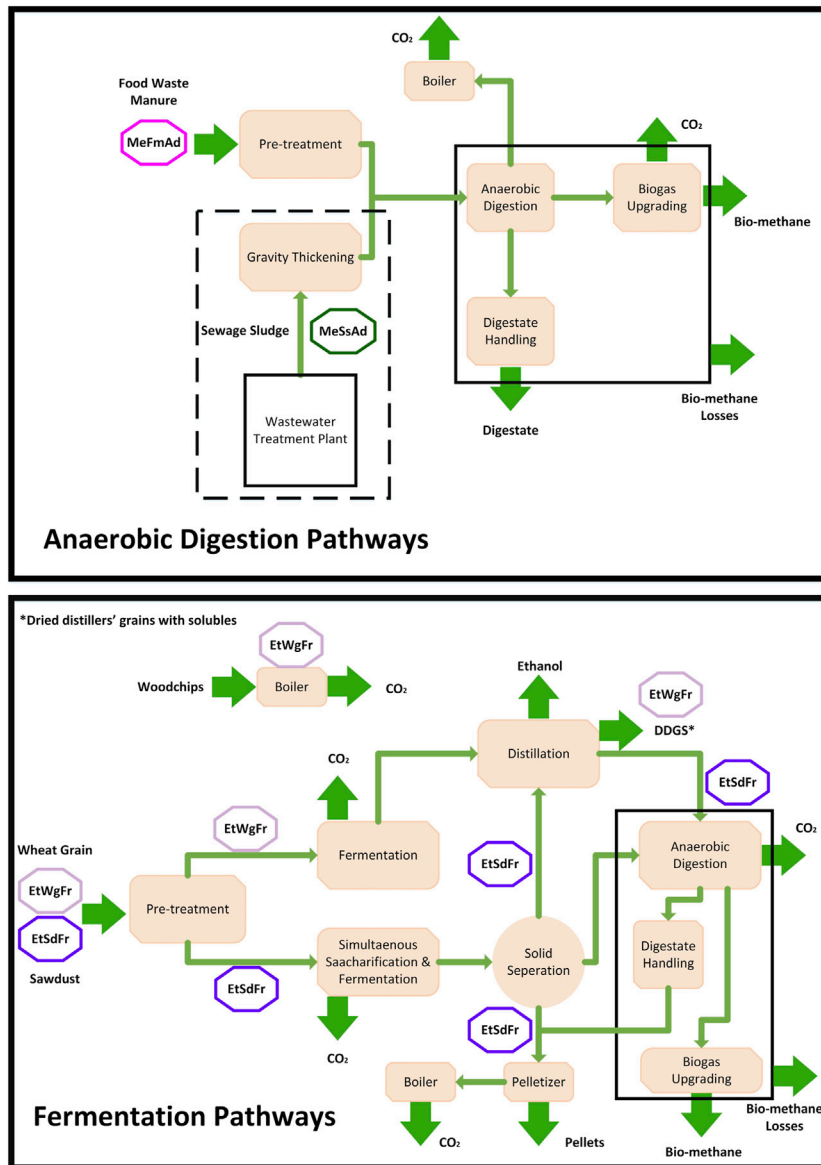 CO₂
Boiler
Food Waste
Manure
MeFmAd
Pre-treatment
CO₂
Anaerobic
Digestion
Biogas
Upgrading
Bio-methane
Gravity Thickening
Sewage Sludge
MeSsAd
Digestate
Handling
Wastewater
Treatment Plant
Bio-methane
Losses
Digestate
Anaerobic Digestion Pathways
*Dried distillers' grains with solubles
EtWgFr
Woodchips
Boiler
CO₂
Ethanol
EtWgFr
DDGS*
Distillation
CO₂
EtSdFr
EtWgFr
Wheat Grain
EtWgFr
Fermentation
EtSdFr
Anaerobic
Digestion
CO₂
Pre-treatment
EtSdFr
Sawdust
EtSdFr
Simultaenous
Saacharification &
Fermentation
Solid
Seperation
Digestate
Handling
CO₂
EtSdFr
Boiler
Pelletizer
Biogas
Upgrading
Bio-methane
Losses
CO₂
Pellets
Bio-methane
Fermentation Pathways